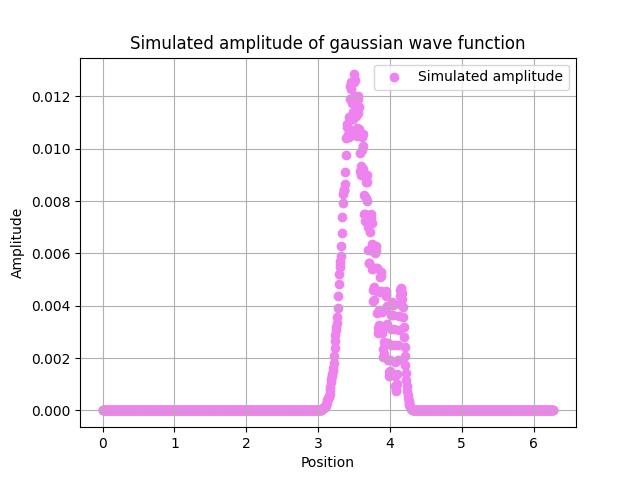 Simulated amplitude of gaussian wave function
Simulated amplitude
Amplitude
0.012
0.010
0.008
0.006
0.004
0.002
0.000
0 1 2 3 4 5 6
Position